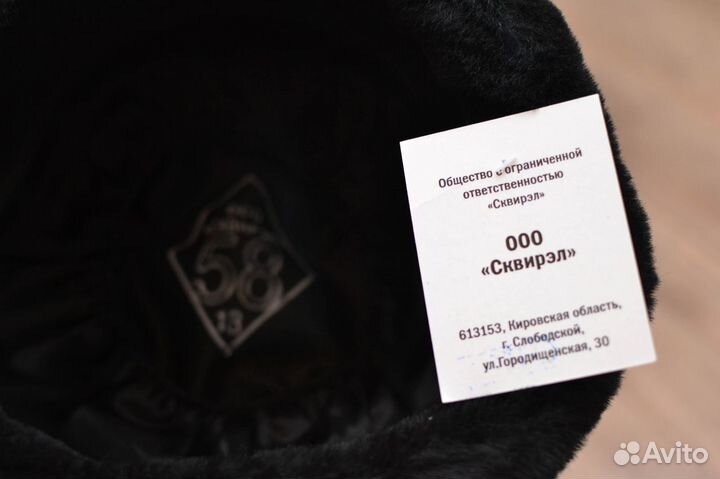 58
13
Общество с ограниченной
ответственностью
«Сквирэл»
ООО
«Сквирэл»
613153, Кировская область,
г. Слободской,
ул.Городищенская, 30
Avito